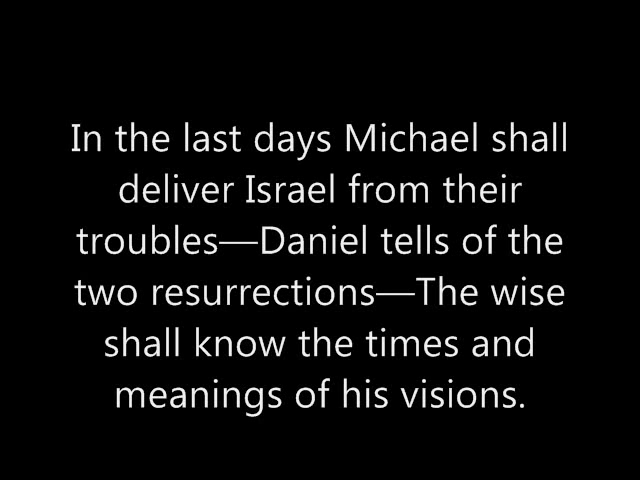 In the last days Michael shall
deliver Israel from their
troubles—Daniel tells of the
two resurrections—The wise
shall know the times and
meanings of his visions.